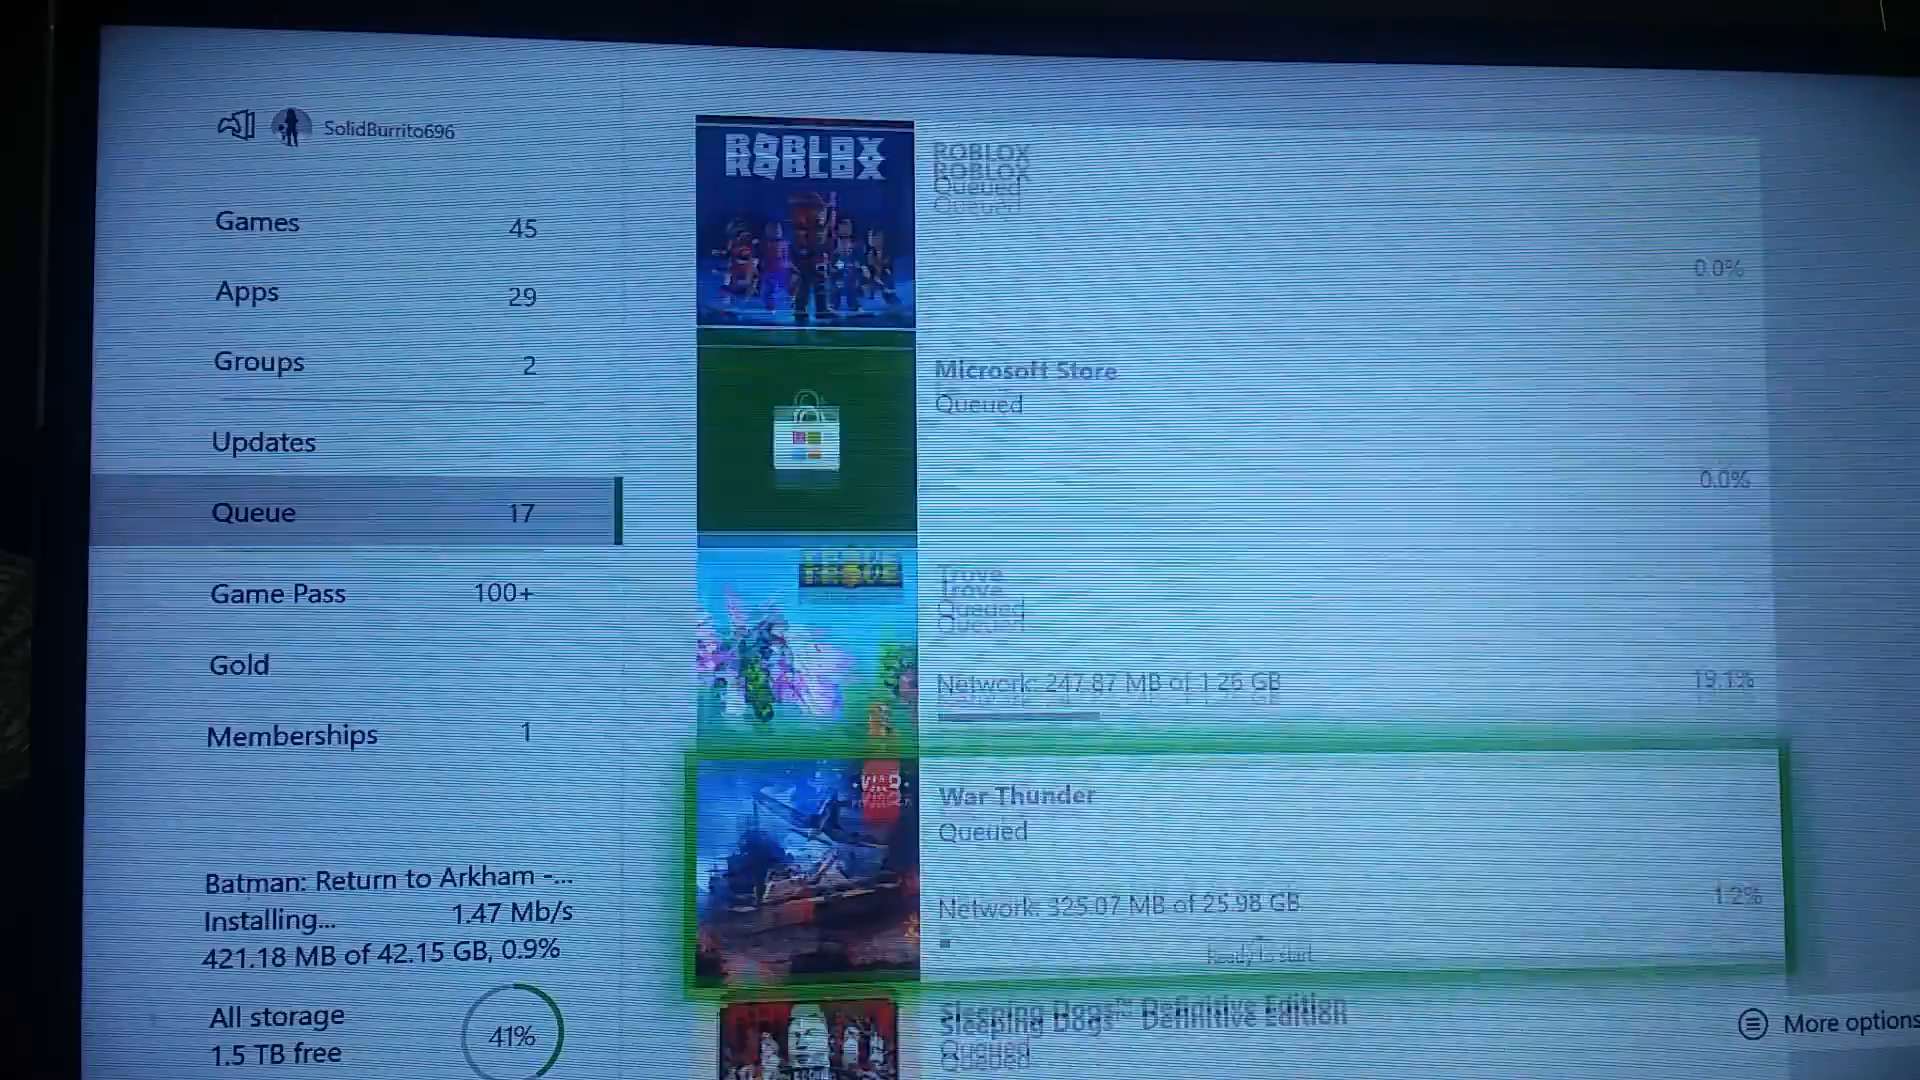 SolidBurrito696
Games 45
Apps 29
Groups 2
Updates
Queue 17
Game Pass 100+
Gold
Memberships 1
Batman: Return to Arkham -...
Installing... 1.47 Mb/s
421.18 MB of 42.15 GB, 0.9%
All storage
1.5 TB free
41%
ROBLOX
ROBLOX
Queued
0.0%
Microsoft Store
Queued
0.0%
TROVE
Trove
Queued
Network: 247.87 MB of 1.26 GB 19.1%
WAR
War Thunder
Queued
Network: 325.07 MB of 25.98 GB 1.2%
Ready to start
Sleeping Dogs™ Definitive Edition
Queued
More options